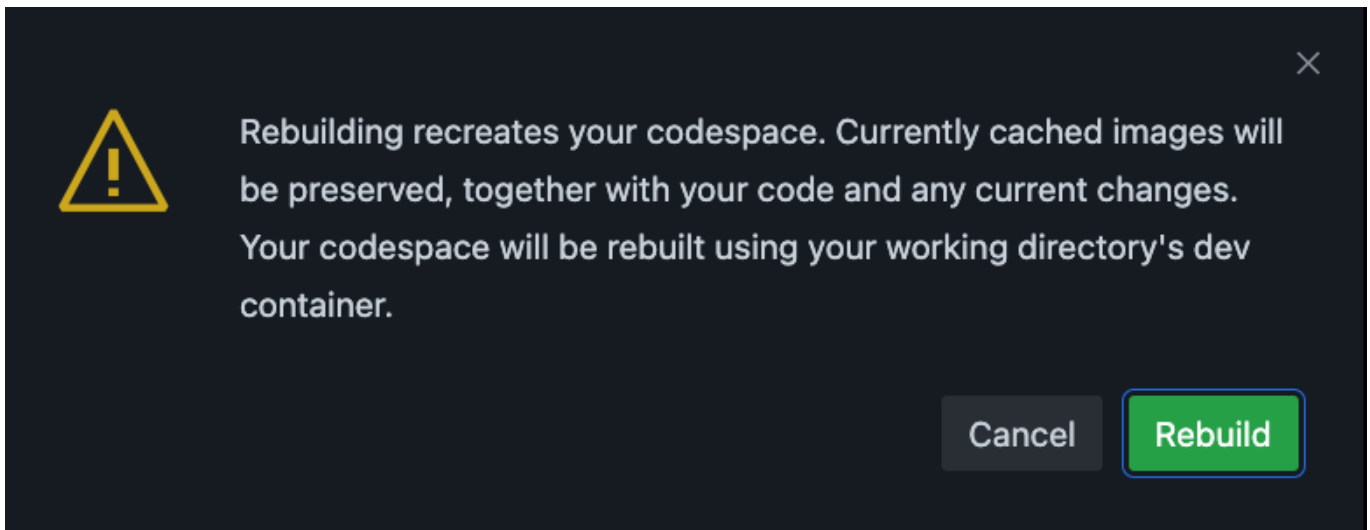 Rebuilding recreates your codespace. Currently cached images will
be preserved, together with your code and any current changes.
Your codespace will be rebuilt using your working directory's dev
container.
Cancel
Rebuild